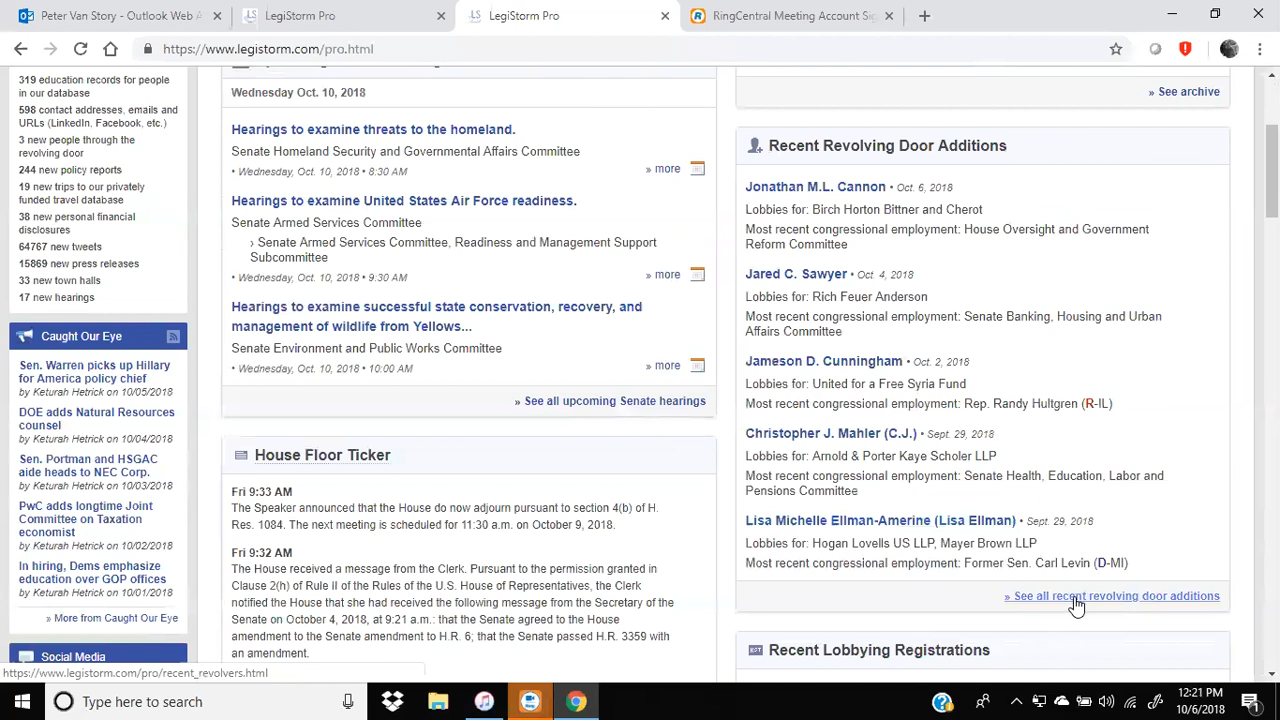 Peter Van Story - Outlook Web A
LegiStorm Pro
LegiStorm Pro
RingCentral Meeting Account Sig
https://www.legistorm.com/pro.html
319 education records for people
in our database
598 contact addresses, emails and
URLs (LinkedIn, Facebook, etc.)
3 new people through the
revolving door
244 new policy reports
19 new trips to our privately
funded travel database
38 new personal financial
disclosures
64767 new tweets
15869 new press releases
33 new town halls
17 new hearings
Caught Our Eye
Sen. Warren picks up Hillary
for America policy chief
by Keturah Hetrick on 10/05/2018
DOE adds Natural Resources
counsel
by Keturah Hetrick on 10/04/2018
Sen. Portman and HSGAC
aide heads to NEC Corp.
by Keturah Hetrick on 10/03/2018
PwC adds longtime Joint
Committee on Taxation
economist
by Keturah Hetrick on 10/02/2018
In hiring, Dems emphasize
education over GOP offices
by Keturah Hetrick on 10/01/2018
» More from Caught Our Eye
Social Media
Wednesday Oct. 10, 2018
Hearings to examine threats to the homeland.
Senate Homeland Security and Governmental Affairs Committee
• Wednesday, Oct. 10, 2018 • 8:30 AM
» more
Hearings to examine United States Air Force readiness.
Senate Armed Services Committee
› Senate Armed Services Committee, Readiness and Management Support
Subcommittee
• Wednesday, Oct. 10, 2018 • 9:30 AM
» more
Hearings to examine successful state conservation, recovery, and
management of wildlife from Yellows...
Senate Environment and Public Works Committee
• Wednesday, Oct. 10, 2018 • 10:00 AM
» more
» See all upcoming Senate hearings
House Floor Ticker
Fri 9:33 AM
The Speaker announced that the House do now adjourn pursuant to section 4(b) of H.
Res. 1084. The next meeting is scheduled for 11:30 a.m. on October 9, 2018.
Fri 9:32 AM
The House received a message from the Clerk. Pursuant to the permission granted in
Clause 2(h) of Rule II of the Rules of the U.S. House of Representatives, the Clerk
notified the House that she had received the following message from the Secretary of the
Senate on October 4, 2018, at 9:21 a.m.: that the Senate agreed to the House
amendment to the Senate amendment to H.R. 6; that the Senate passed H.R. 3359 with
an amendment.
» See archive
Recent Revolving Door Additions
Jonathan M.L. Cannon • Oct. 6, 2018
Lobbies for: Birch Horton Bittner and Cherot
Most recent congressional employment: House Oversight and Government
Reform Committee
Jared C. Sawyer • Oct. 4, 2018
Lobbies for: Rich Feuer Anderson
Most recent congressional employment: Senate Banking, Housing and Urban
Affairs Committee
Jameson D. Cunningham • Oct. 2, 2018
Lobbies for: United for a Free Syria Fund
Most recent congressional employment: Rep. Randy Hultgren (R-IL)
Christopher J. Mahler (C.J.) • Sept. 29, 2018
Lobbies for: Arnold & Porter Kaye Scholer LLP
Most recent congressional employment: Senate Health, Education, Labor and
Pensions Committee
Lisa Michelle Ellman-Amerine (Lisa Ellman) • Sept. 29, 2018
Lobbies for: Hogan Lovells US LLP, Mayer Brown LLP
Most recent congressional employment: Former Sen. Carl Levin (D-MI)
» See all recent revolving door additions
Recent Lobbying Registrations
https://www.legistorm.com/pro/recent_revolvers.html
Type here to search
12:21 PM
10/6/2018